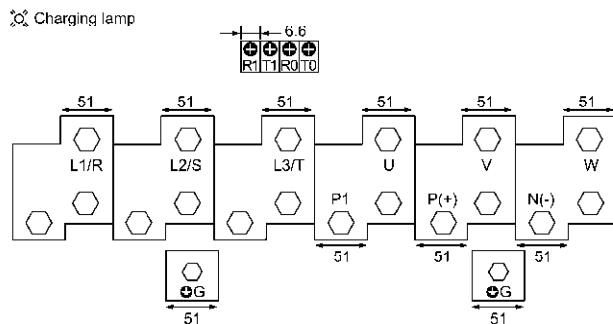 Charging lamp
6.6
R1 T1 R0 T0
51 51 51 51 51 51
L1/R L2/S L3/T U V W
P1 P(+) N(-)
51 51 51
G G
51 51